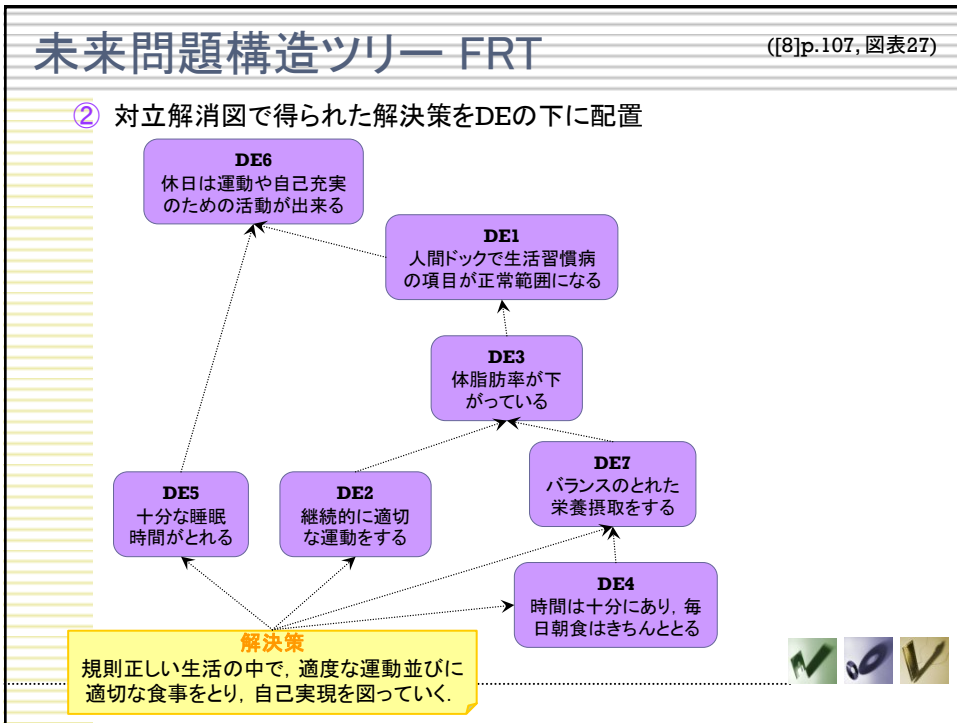 未来問題構造ツリー FRT
([8]p.107, 図表27)
② 対立解消図で得られた解決策をDEの下に配置
DE6
休日は運動や自己充実
のための活動が出来る
DE1
人間ドックで生活習慣病
の項目が正常範囲になる
DE3
体脂肪率が下
がっている
DE5
十分な睡眠
時間がとれる
DE2
継続的に適切
な運動をする
DE7
バランスのとれた
栄養摂取をする
DE4
時間は十分にあり, 毎
日朝食はきちんととる
解決策
規則正しい生活の中で, 適度な運動並びに
適切な食事をとり, 自己実現を図っていく.